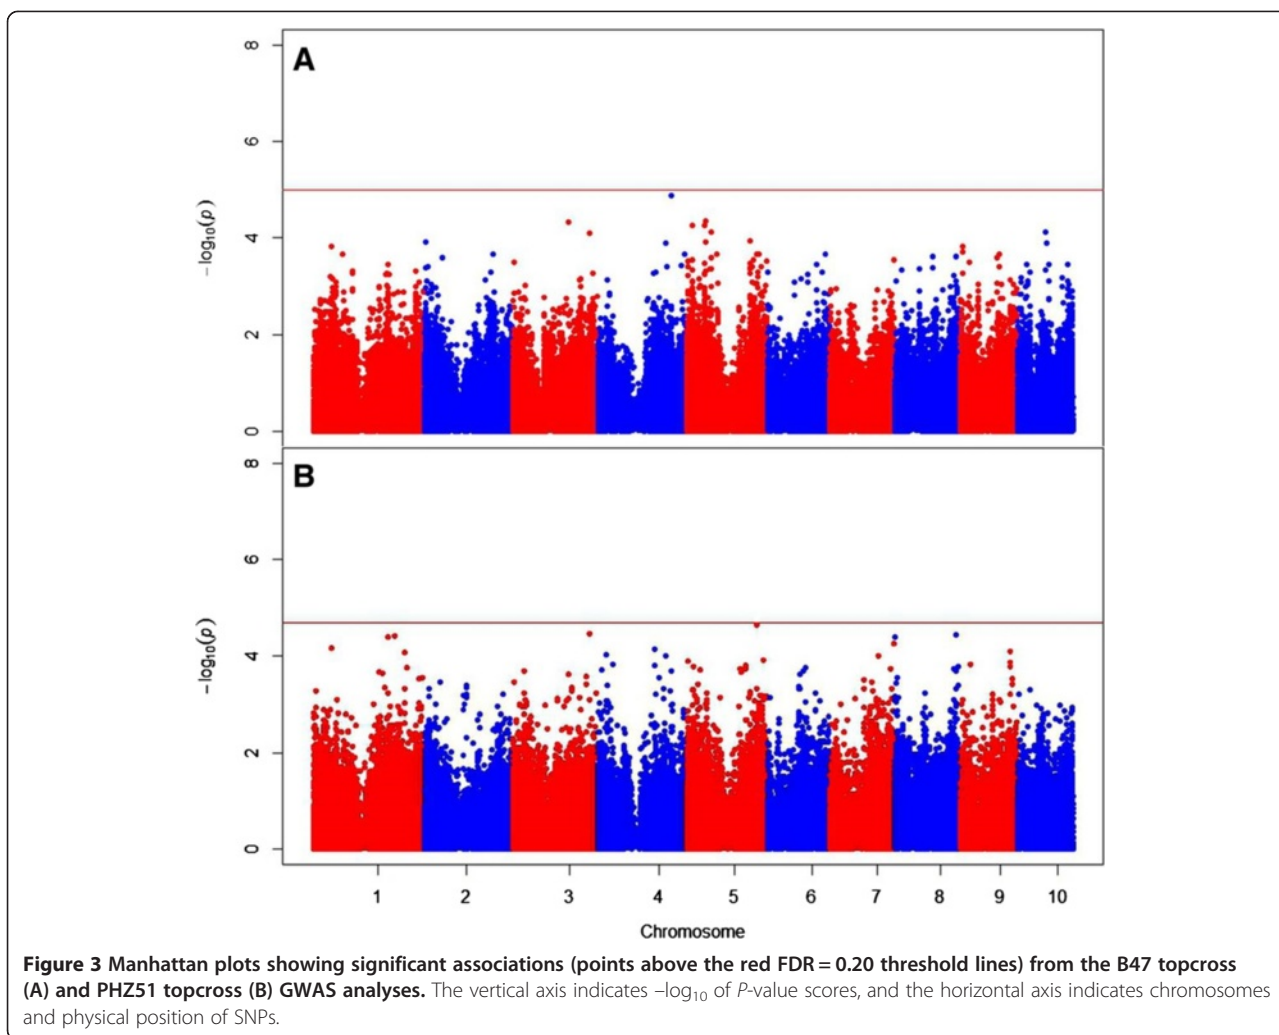 A
8
6
4
2
0
−log₁₀(p)
B
8
6
4
2
0
−log₁₀(p)
1 2 3 4 5 6 7 8 9 10
Chromosome
Figure 3 Manhattan plots showing significant associations (points above the red FDR = 0.20 threshold lines) from the B47 topcross
(A) and PHZ51 topcross (B) GWAS analyses. The vertical axis indicates –log₁₀ of P-value scores, and the horizontal axis indicates chromosomes
and physical position of SNPs.